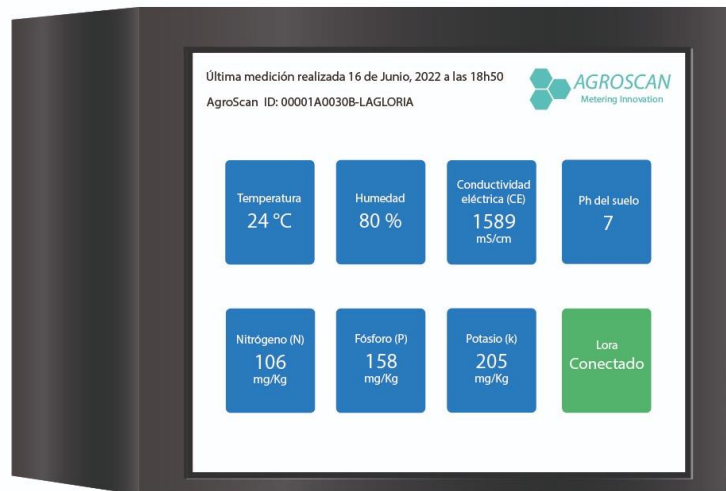 Última medición realizada 16 de Junio, 2022 a las 18h50
AgroScan ID: 00001A0030B-LAGLORIA
AGROSCAN
Metering Innovation
Temperatura
24 °C
Humedad
80 %
Conductividad
eléctrica (CE)
1589
mS/cm
Ph del suelo
7
Nitrógeno (N)
106
mg/Kg
Fósforo (P)
158
mg/Kg
Potasio (k)
205
mg/Kg
Lora
Conectado